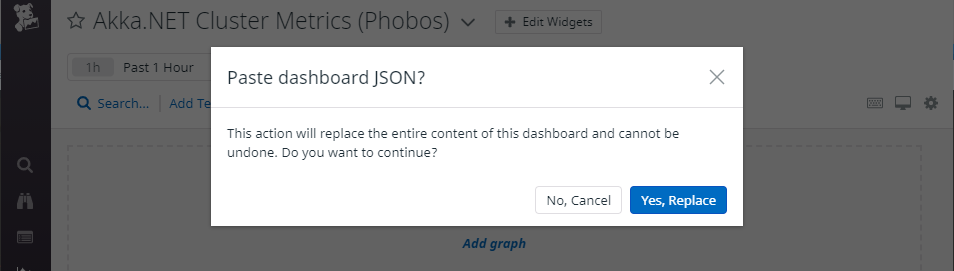 Akka.NET Cluster Metrics (Phobos)
+ Edit Widgets
1h Past 1 Hour
Paste dashboard JSON?
Search... Add Te
This action will replace the entire content of this dashboard and cannot be
undone. Do you want to continue?
No, Cancel Yes, Replace
Add graph